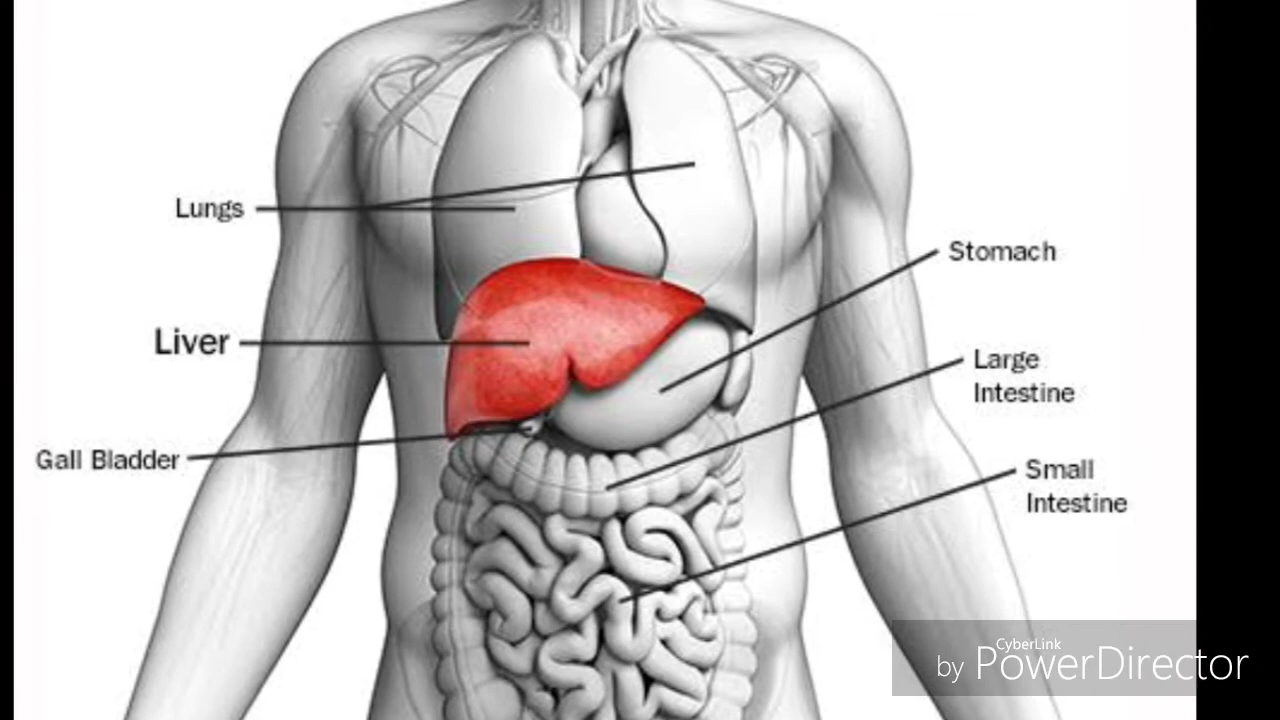 Lungs
Stomach
Liver
Large
Intestine
Gall Bladder
Small
Intestine
CyberLink
by PowerDirector